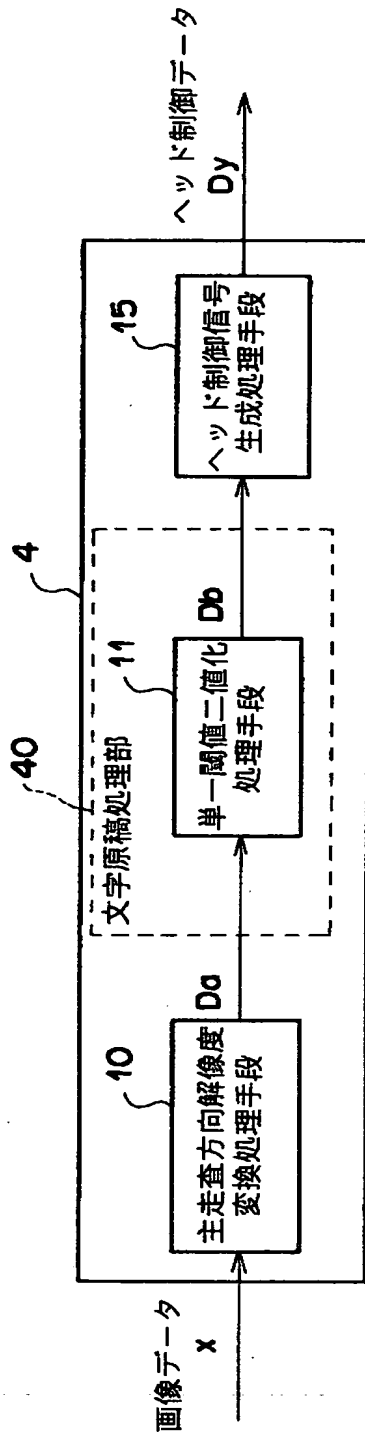 画像データ
x
4
40
文字原稿処理部
10
主走査方向解像度
変換処理手段
Da
11
単一閾値二値化
処理手段
Db
15
ヘッド制御信号
生成処理手段
ヘッド制御データ
Dy